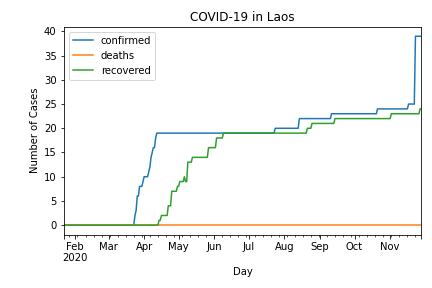 COVID-19 in Laos
confirmed
deaths
recovered
Number of Cases
40
35
30
25
20
15
10
5
0
Feb Mar Apr May Jun Jul Aug Sep Oct Nov
2020
Day